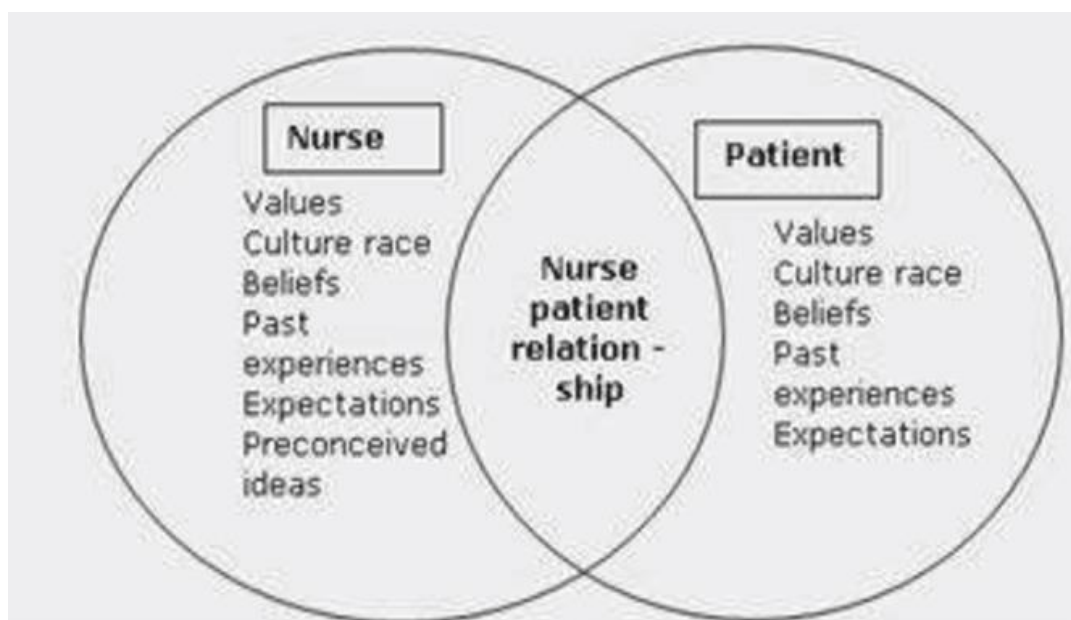 Nurse
Values
Culture race
Beliefs
Past
experiences
Expectations
Preconceived
ideas
Nurse
patient
relation -
ship
Patient
Values
Culture race
Beliefs
Past
experiences
Expectations